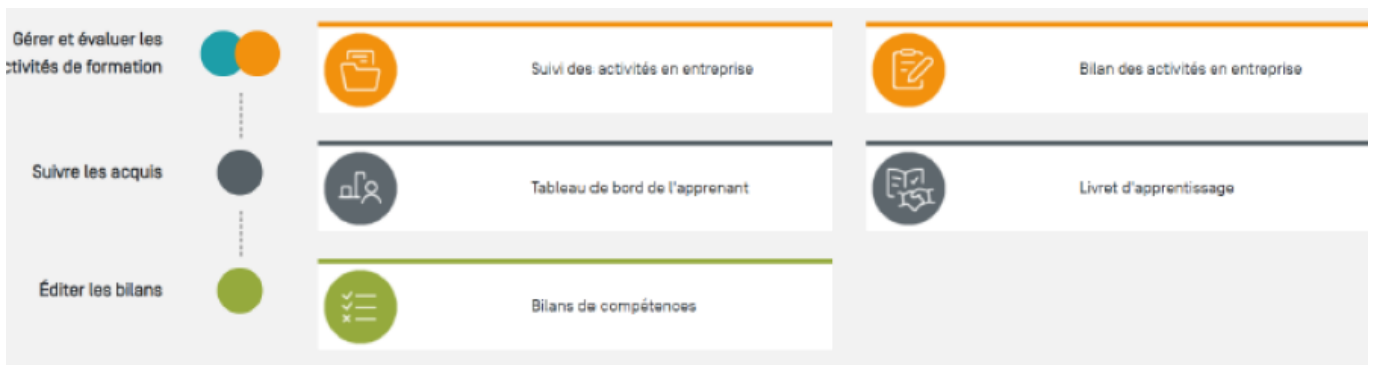 Gérer et évaluer les
ctivités de formation
Suivi des activités en entreprise
Bilan des activités en entreprise
Suivre les acquis
Tableau de bord de l'apprenant
Livret d'apprentissage
Éditer les bilans
Bilans de compétences